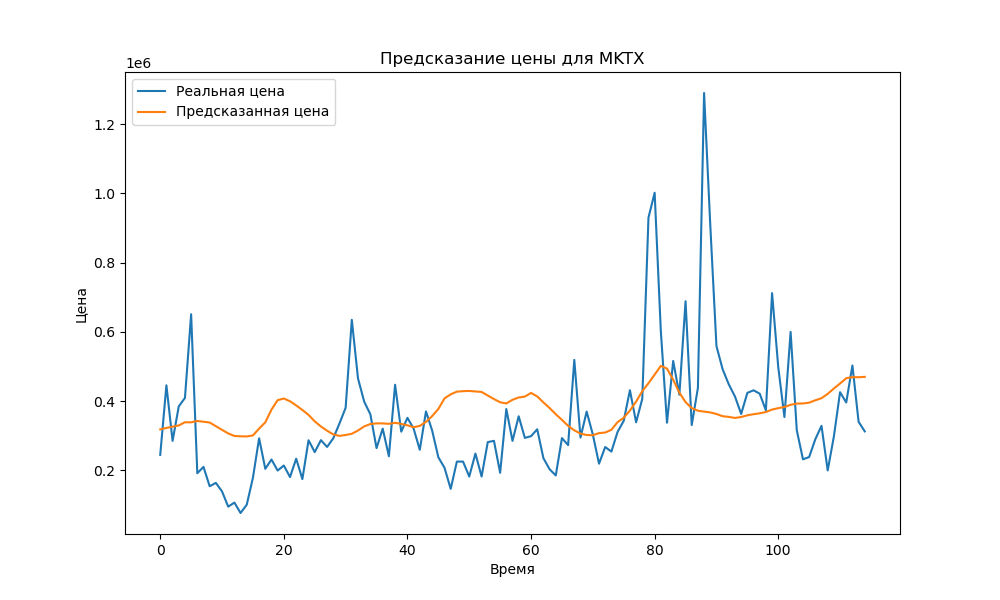 Предсказание цены для MKTX
1e6
Реальная цена
Предсказанная цена
1.2
1.0
0.8
0.6
0.4
0.2
Цена
0 20 40 60 80 100
Время